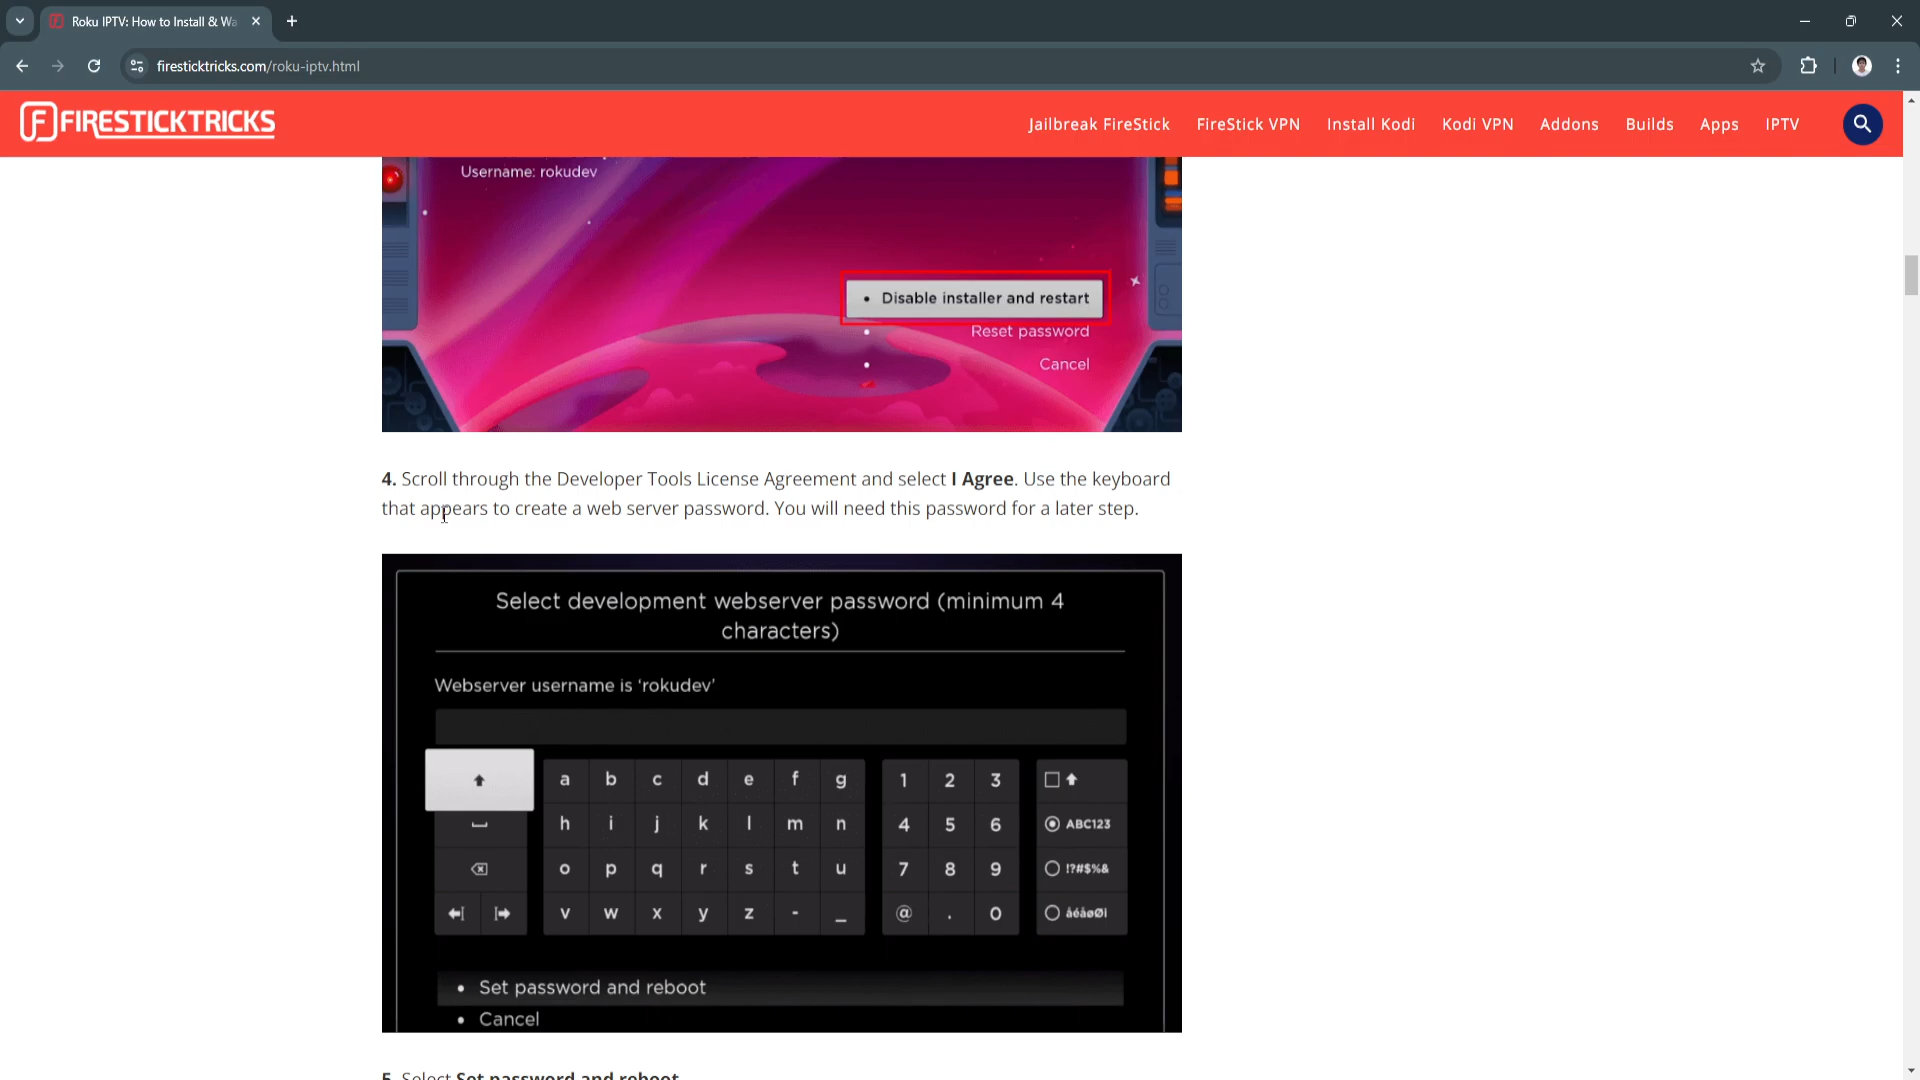 Roku IPTV: How to Install & Wa
firesticktricks.com/roku-iptv.html
FIRESTICKTRICKS
Jailbreak FireStick FireStick VPN Install Kodi Kodi VPN Addons Builds Apps IPTV
Username: rokudev
• Disable installer and restart
• Reset password
• Cancel
4. Scroll through the Developer Tools License Agreement and select I Agree. Use the keyboard
that appears to create a web server password. You will need this password for a later step.
Select development webserver password (minimum 4
characters)
Webserver username is ‘rokudev’
a b c d e f g 1 2 3
h i j k l m n 4 5 6 ABC123
o p q r s t u 7 8 9 !?#$%&
v w x y z - _ @ . 0
• Set password and reboot
• Cancel
5. Select Set password and reboot.